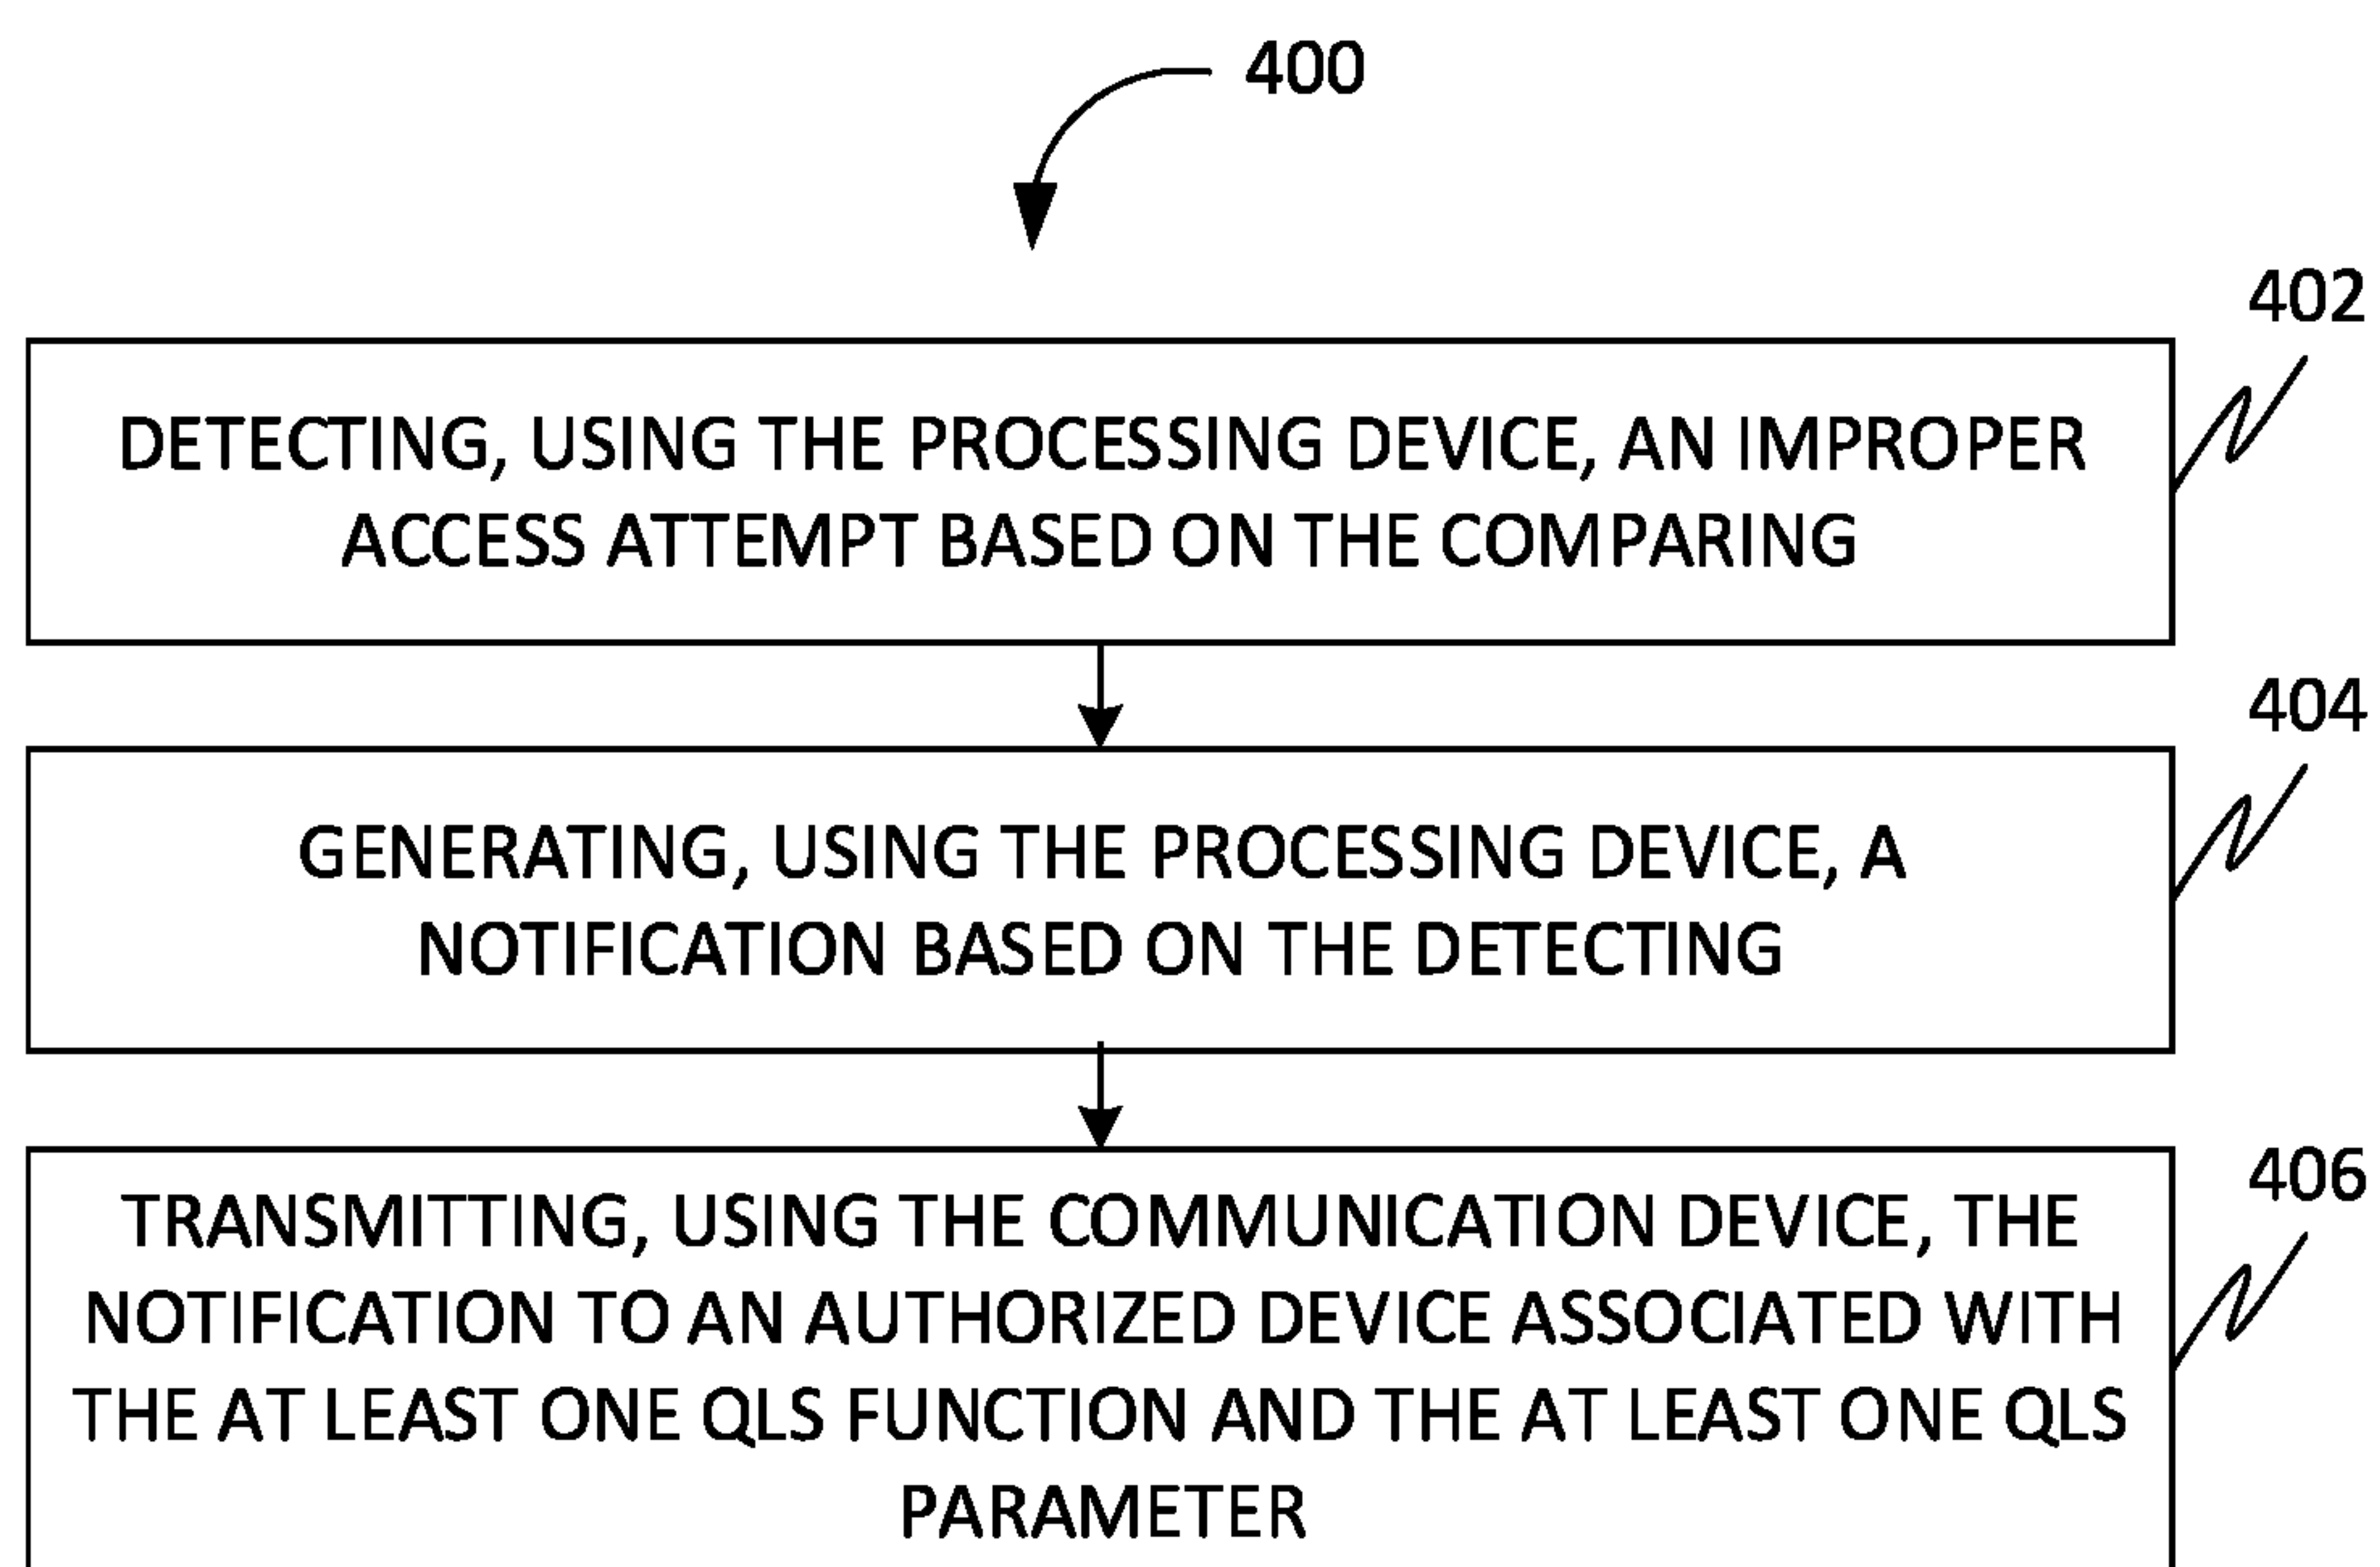 400
402
DETECTING, USING THE PROCESSING DEVICE, AN IMPROPER
ACCESS ATTEMPT BASED ON THE COMPARING
404
GENERATING, USING THE PROCESSING DEVICE, A
NOTIFICATION BASED ON THE DETECTING
406
TRANSMITTING, USING THE COMMUNICATION DEVICE, THE
NOTIFICATION TO AN AUTHORIZED DEVICE ASSOCIATED WITH
THE AT LEAST ONE QLS FUNCTION AND THE AT LEAST ONE QLS
PARAMETER